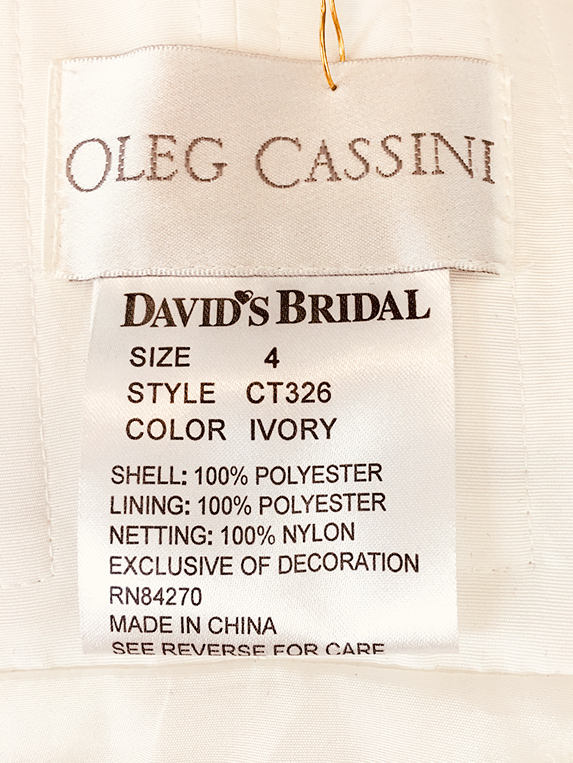 OLEG CASSINI
DAVID'S BRIDAL
SIZE 4
STYLE CT326
COLOR IVORY
SHELL: 100% POLYESTER
LINING: 100% POLYESTER
NETTING: 100% NYLON
EXCLUSIVE OF DECORATION
RN84270
MADE IN CHINA
SEE REVERSE FOR CARE